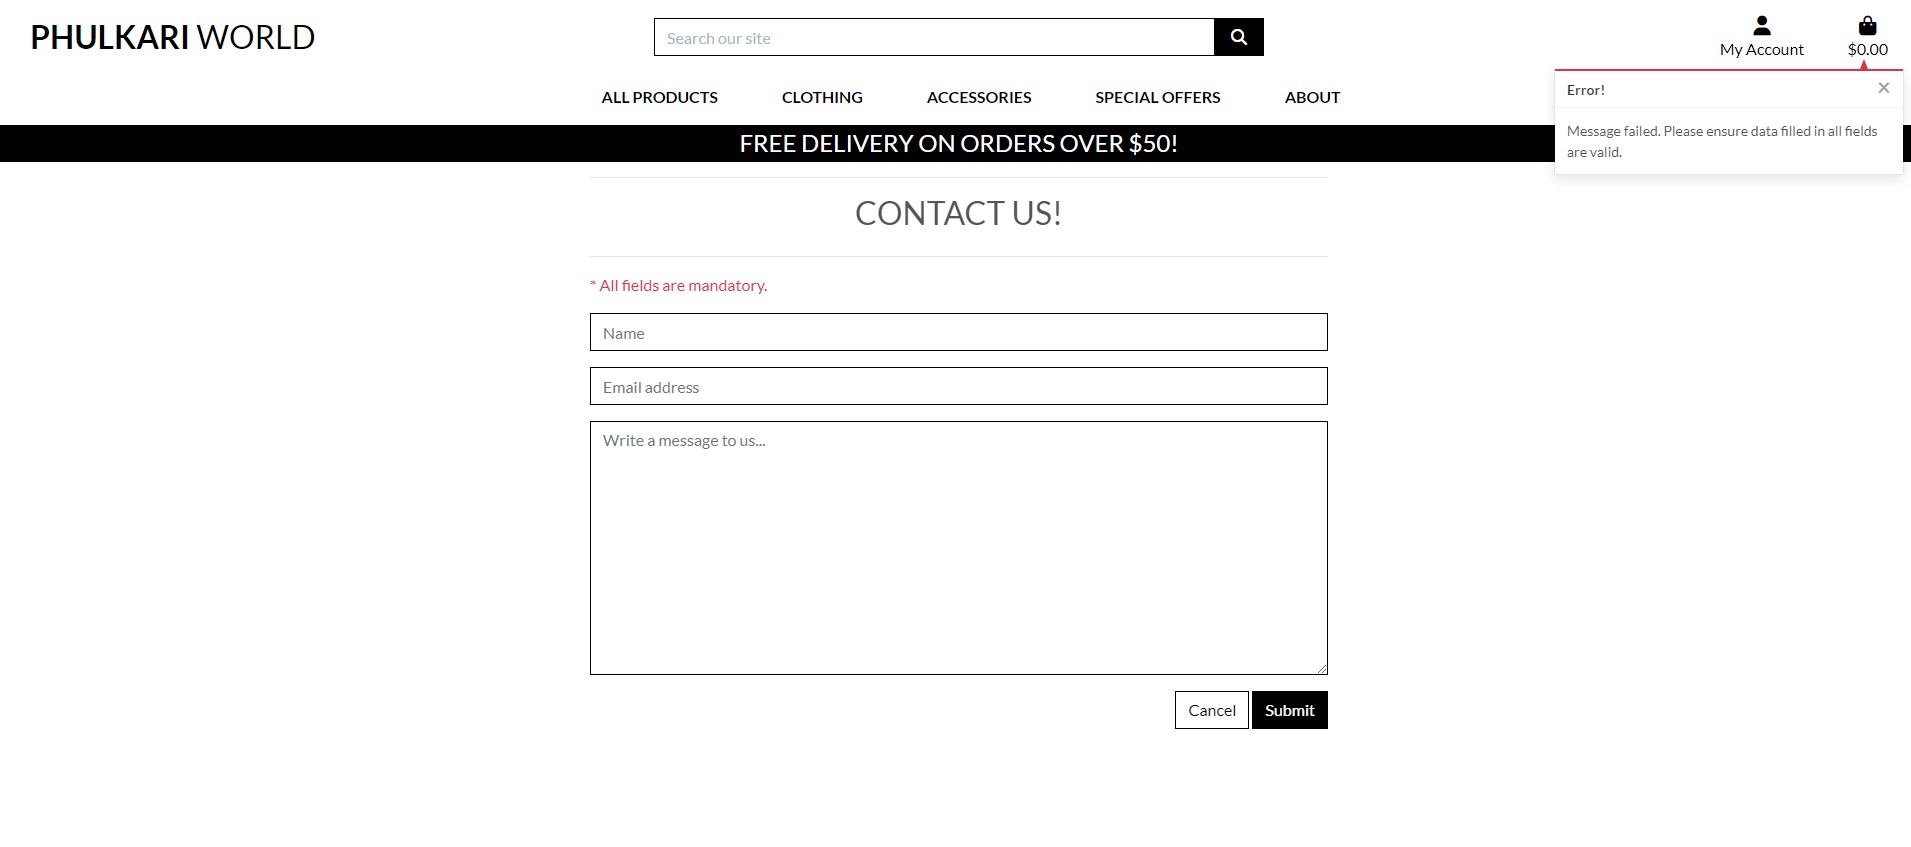 PHULKARI WORLD
Search our site
My Account
$0.00
ALL PRODUCTS
CLOTHING
ACCESSORIES
SPECIAL OFFERS
ABOUT
Error!
×
Message failed. Please ensure data filled in all fields
are valid.
FREE DELIVERY ON ORDERS OVER $50!
CONTACT US!
* All fields are mandatory.
Name
Email address
Write a message to us...
Cancel
Submit